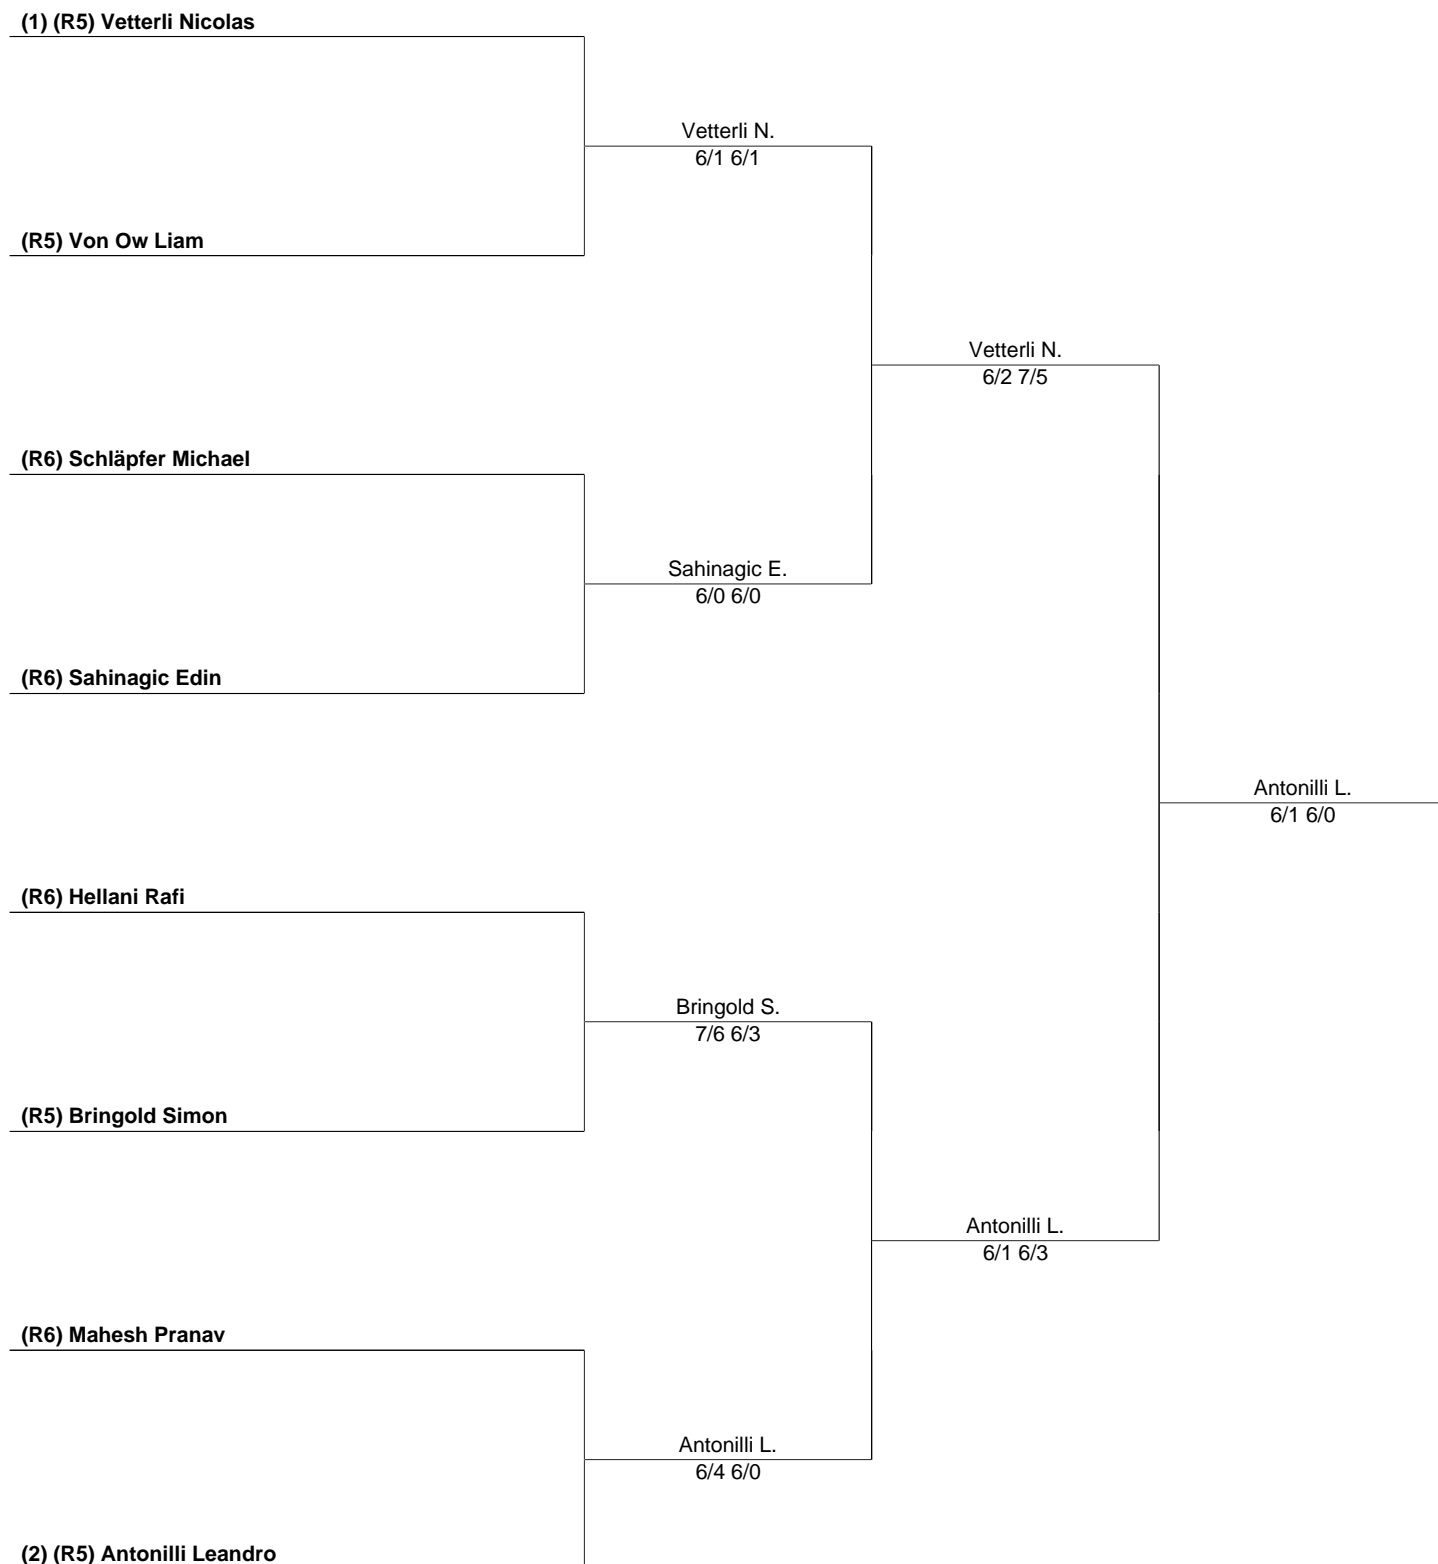 (1) (R5) Vetterli Nicolas
Vetterli N.
6/1 6/1
(R5) Von Ow Liam
Vetterli N.
6/2 7/5
(R6) Schläpfer Michael
Sahinagic E.
6/0 6/0
(R6) Sahinagic Edin
Antonilli L.
6/1 6/0
(R6) Hellani Rafi
Bringold S.
7/6 6/3
(R5) Bringold Simon
Antonilli L.
6/1 6/3
(R6) Mahesh Pranav
Antonilli L.
6/4 6/0
(2) (R5) Antonilli Leandro